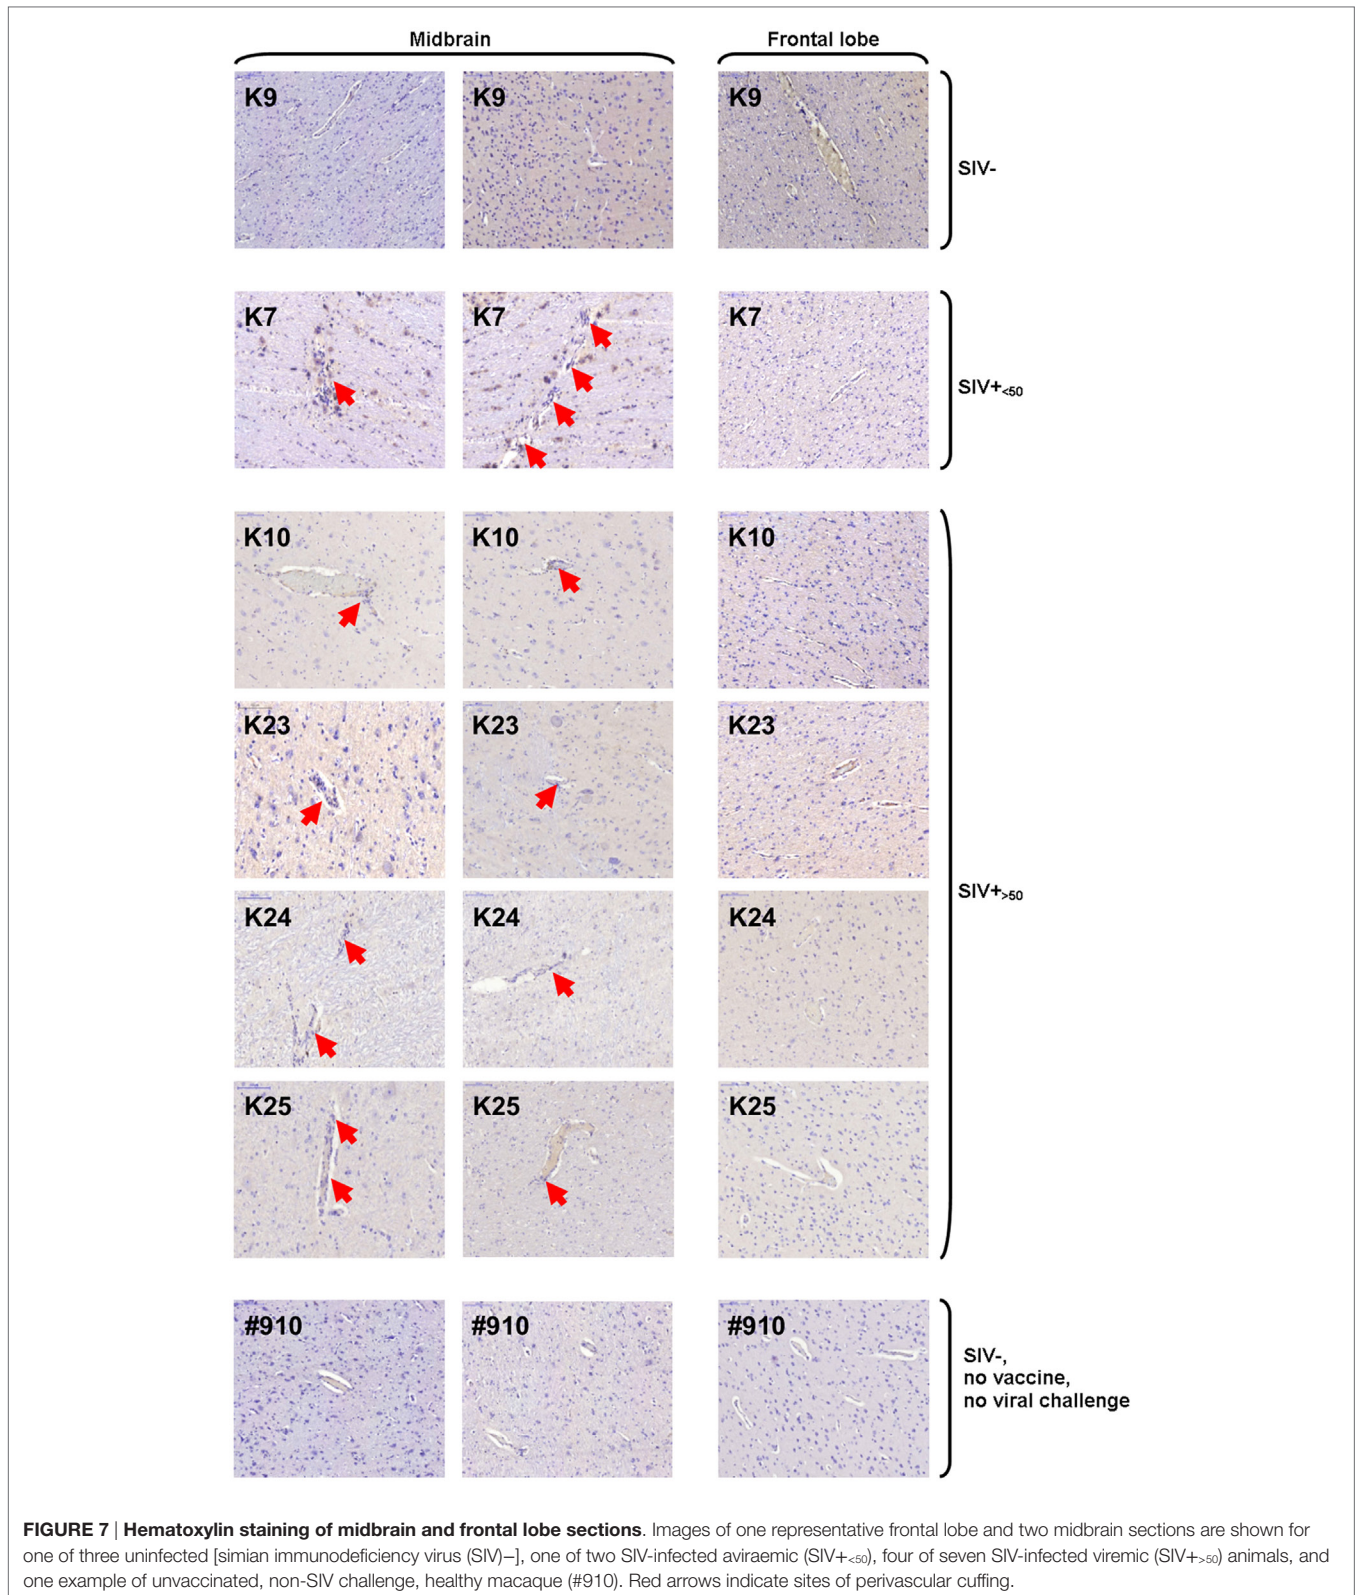 Midbrain Frontal lobe
K9 K9 K9
SIV-
K7 K7 K7
SIV+<50
K10 K10 K10
K23 K23 K23
SIV+>50
K24 K24 K24
K25 K25 K25
#910 #910 #910
SIV-,
no vaccine,
no viral challenge
FIGURE 7 | Hematoxylin staining of midbrain and frontal lobe sections. Images of one representative frontal lobe and two midbrain sections are shown for
one of three uninfected [simian immunodeficiency virus (SIV)−], one of two SIV-infected aviraemic (SIV+<50), four of seven SIV-infected viremic (SIV+>50) animals, and
one example of unvaccinated, non-SIV challenge, healthy macaque (#910). Red arrows indicate sites of perivascular cuffing.